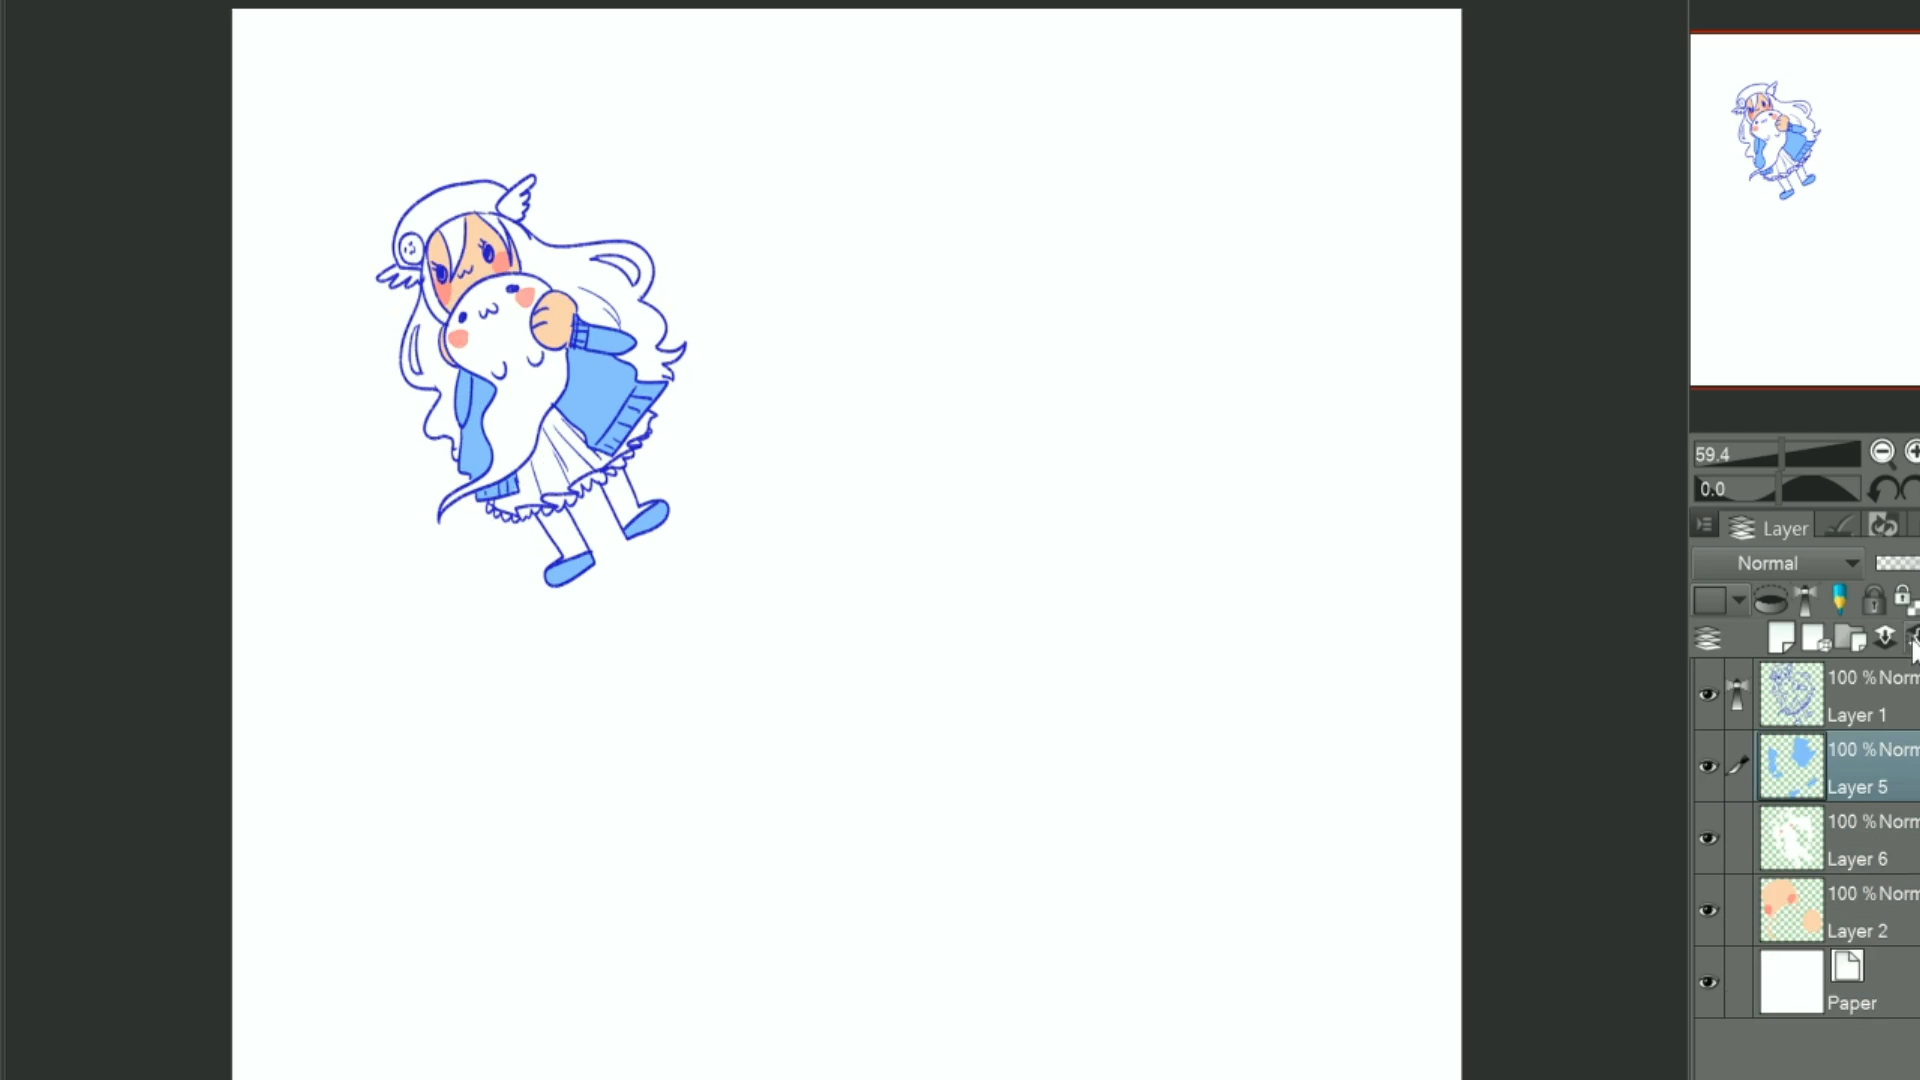 59.4
0.0
Layer
Normal
100 % Norm
Layer 1
100 % Norm
Layer 5
100 % Norm
Layer 6
100 % Norm
Layer 2
Paper